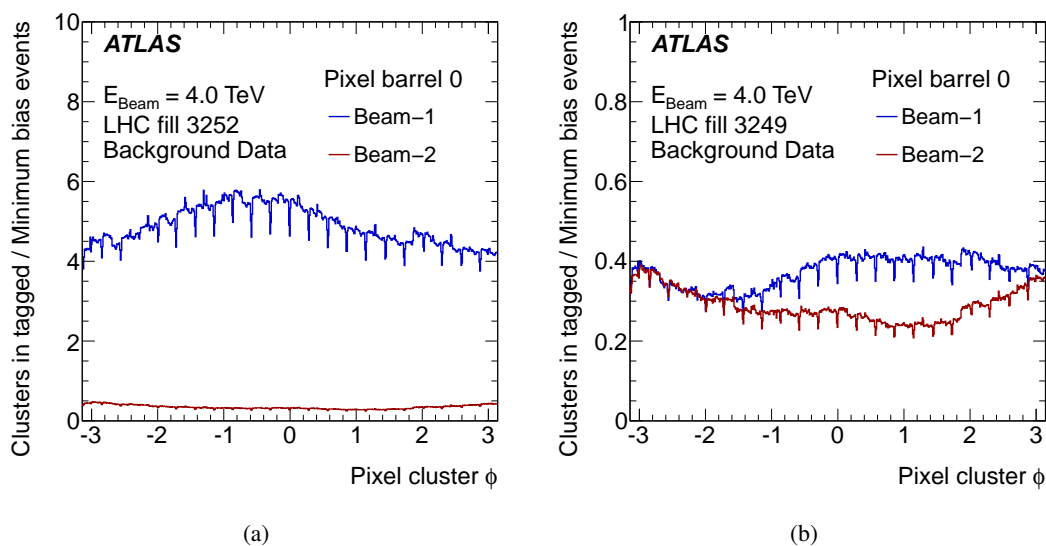 Clusters in tagged / Minimum bias events
10
8
6
4
2
0
ATLAS
E_Beam = 4.0 TeV
LHC fill 3252
Background Data
Pixel barrel 0
Beam−1
Beam−2
-3 -2 -1 0 1 2 3
Pixel cluster ϕ
(a)
Clusters in tagged / Minimum bias events
1
0.8
0.6
0.4
0.2
0
ATLAS
E_Beam = 4.0 TeV
LHC fill 3249
Background Data
Pixel barrel 0
Beam−1
Beam−2
-3 -2 -1 0 1 2 3
Pixel cluster ϕ
(b)